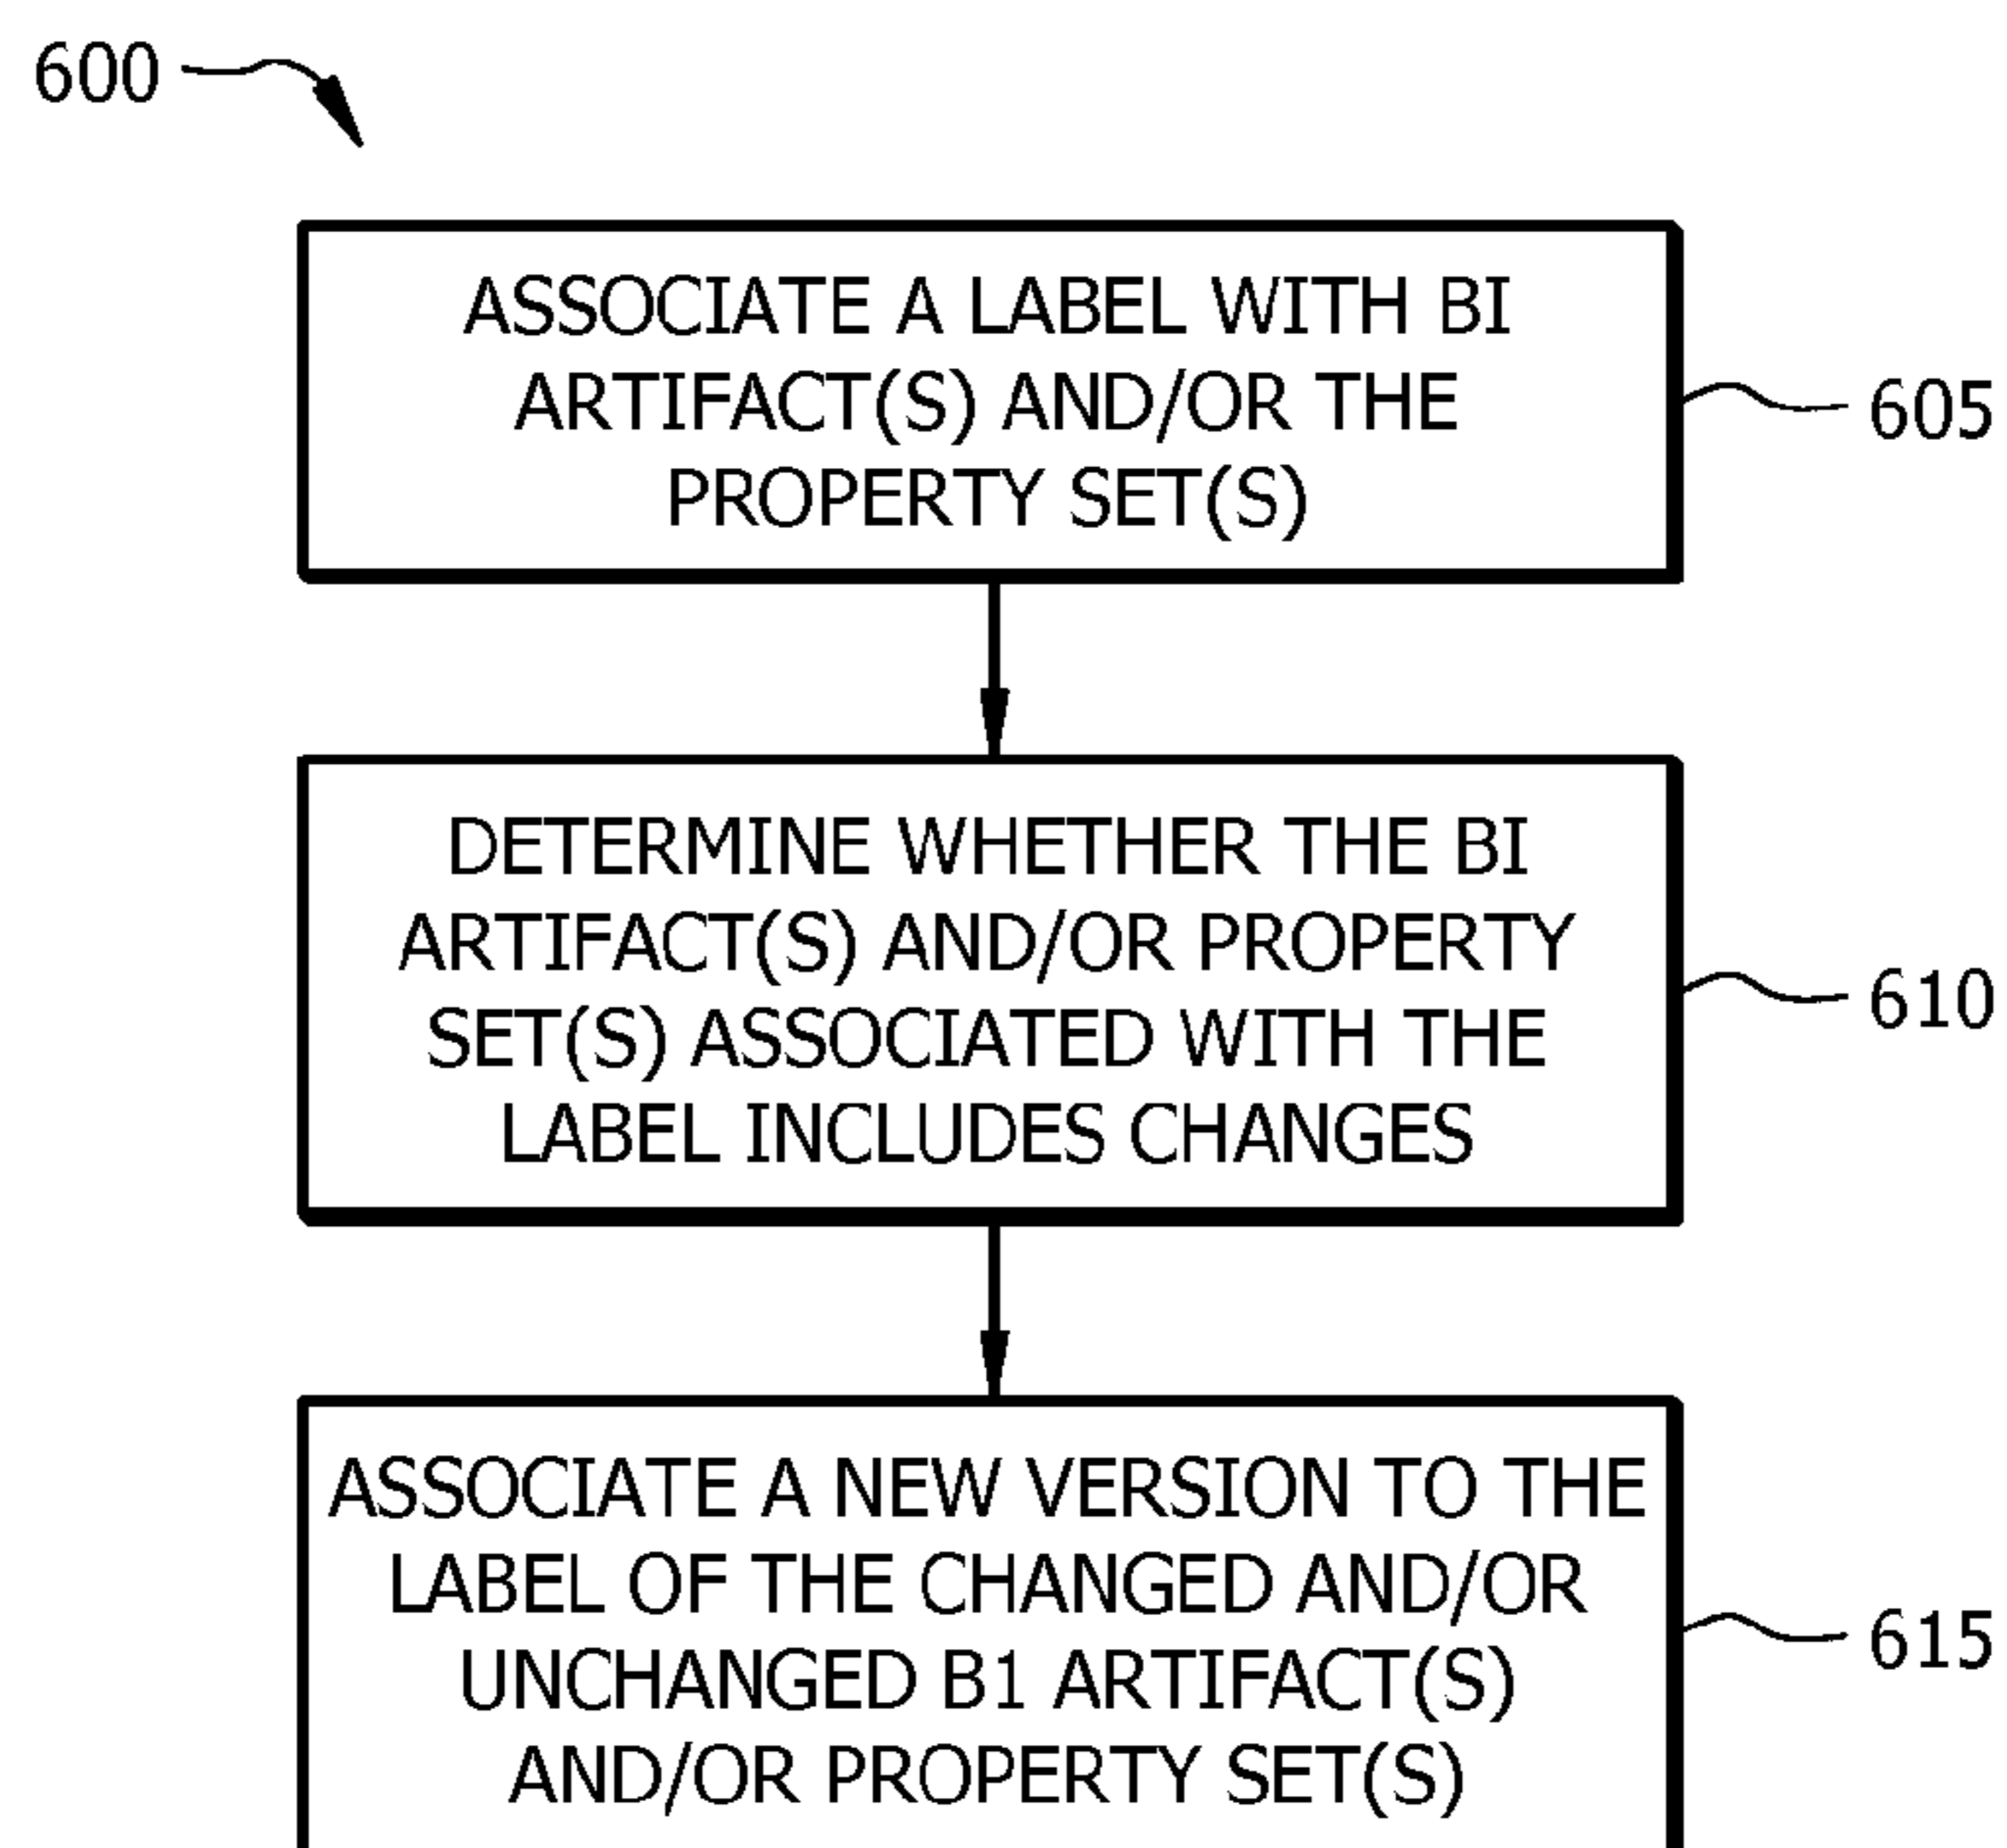 600
ASSOCIATE A LABEL WITH BI
ARTIFACT(S) AND/OR THE
PROPERTY SET(S)
605
DETERMINE WHETHER THE BI
ARTIFACT(S) AND/OR PROPERTY
SET(S) ASSOCIATED WITH THE
LABEL INCLUDES CHANGES
610
ASSOCIATE A NEW VERSION TO THE
LABEL OF THE CHANGED AND/OR
UNCHANGED B1 ARTIFACT(S)
AND/OR PROPERTY SET(S)
615